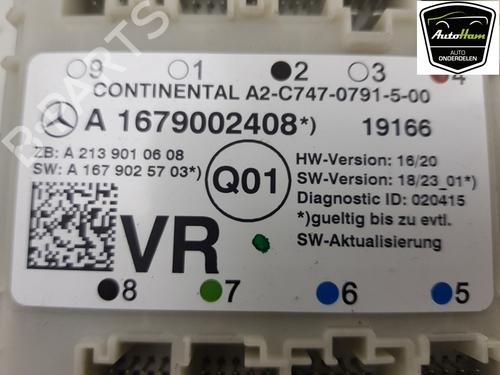 AutoHam
AUTO
ONDERDELEN
9 1 2 3 4
CONTINENTAL A2-C747-0791-5-00
A 1679002408*) 19166
ZB: A 213 901 06 08
SW: A 167 902 57 03*)
Q01
HW-Version: 16/20
SW-Version: 18/23_01*)
Diagnostic ID: 020415
*)gueltig bis zu evtl.
SW-Aktualisierung
VR
8 7 6 5